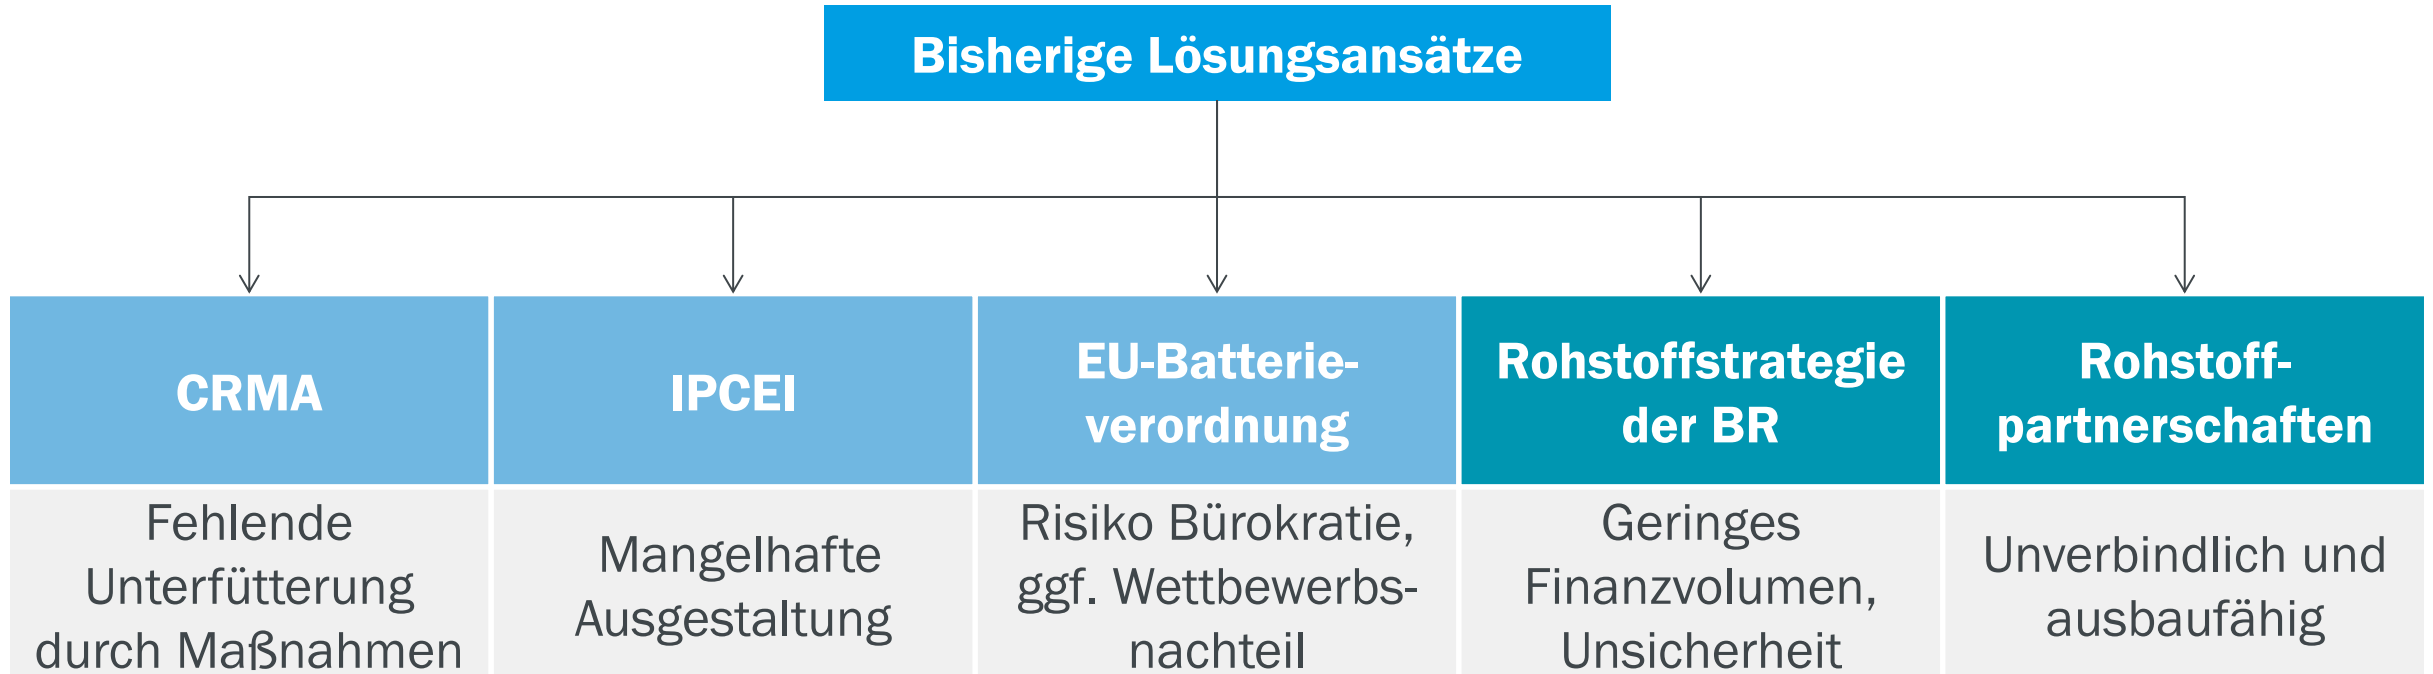 Bisherige Lösungsansätze
CRMA
IPCEI
EU-Batterie-
verordnung
Rohstoffstrategie
der BR
Rohstoff-
partnerschaften
Fehlende
Unterfütterung
durch Maßnahmen
Mangelhafte
Ausgestaltung
Risiko Bürokratie,
ggf. Wettbewerbs-
nachteil
Geringes
Finanzvolumen,
Unsicherheit
Unverbindlich und
ausbaufähig